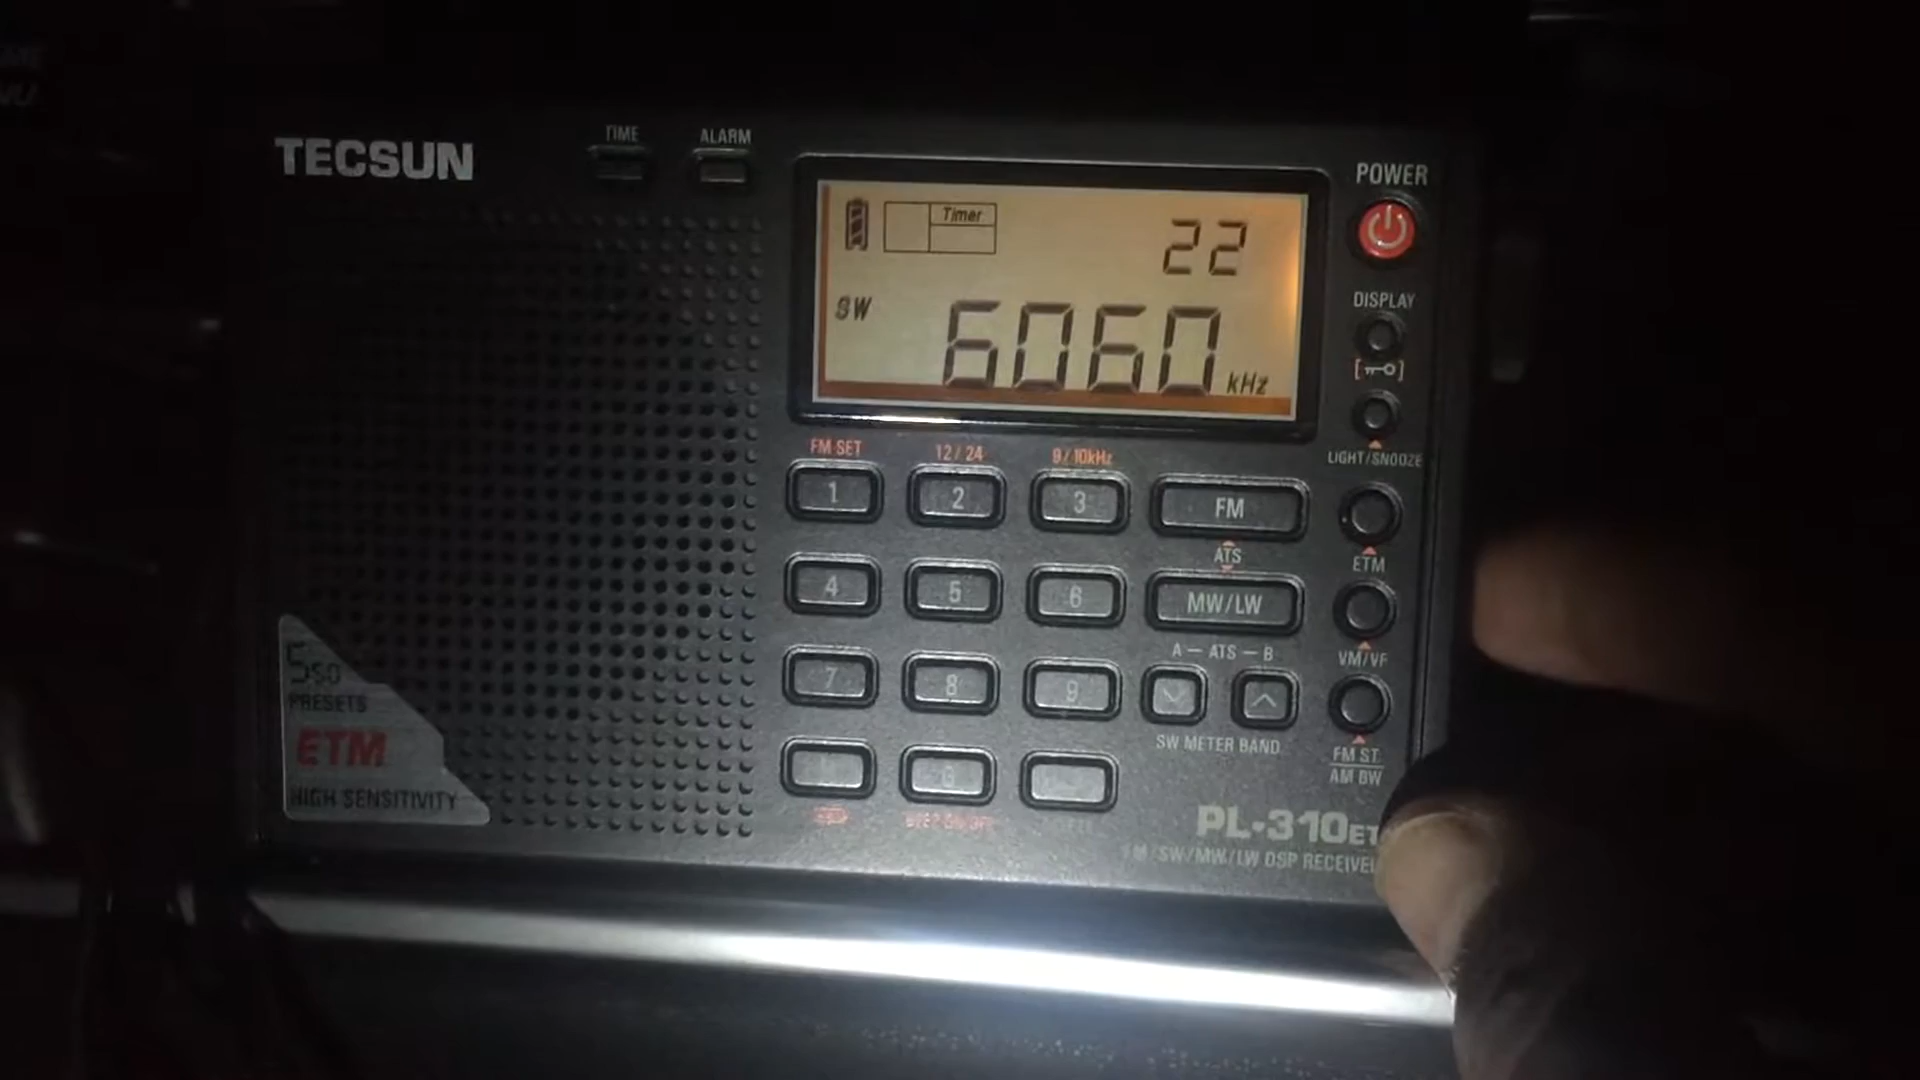 TECSUN
TIME
ALARM
POWER
Timer
22
SW
6060
kHz
DISPLAY
LIGHT/SNOOZE
FM SET
12/24
9/10kHz
1
2
3
FM
ATS
ETM
4
5
6
MW/LW
VM/VF
A — ATS — B
7
8
9
SW METER BAND
FM ST.
AM BW
550
PRESETS
ETM
HIGH SENSITIVITY
PL-310ET
FM/SW/MW/LW DSP RECEIVER